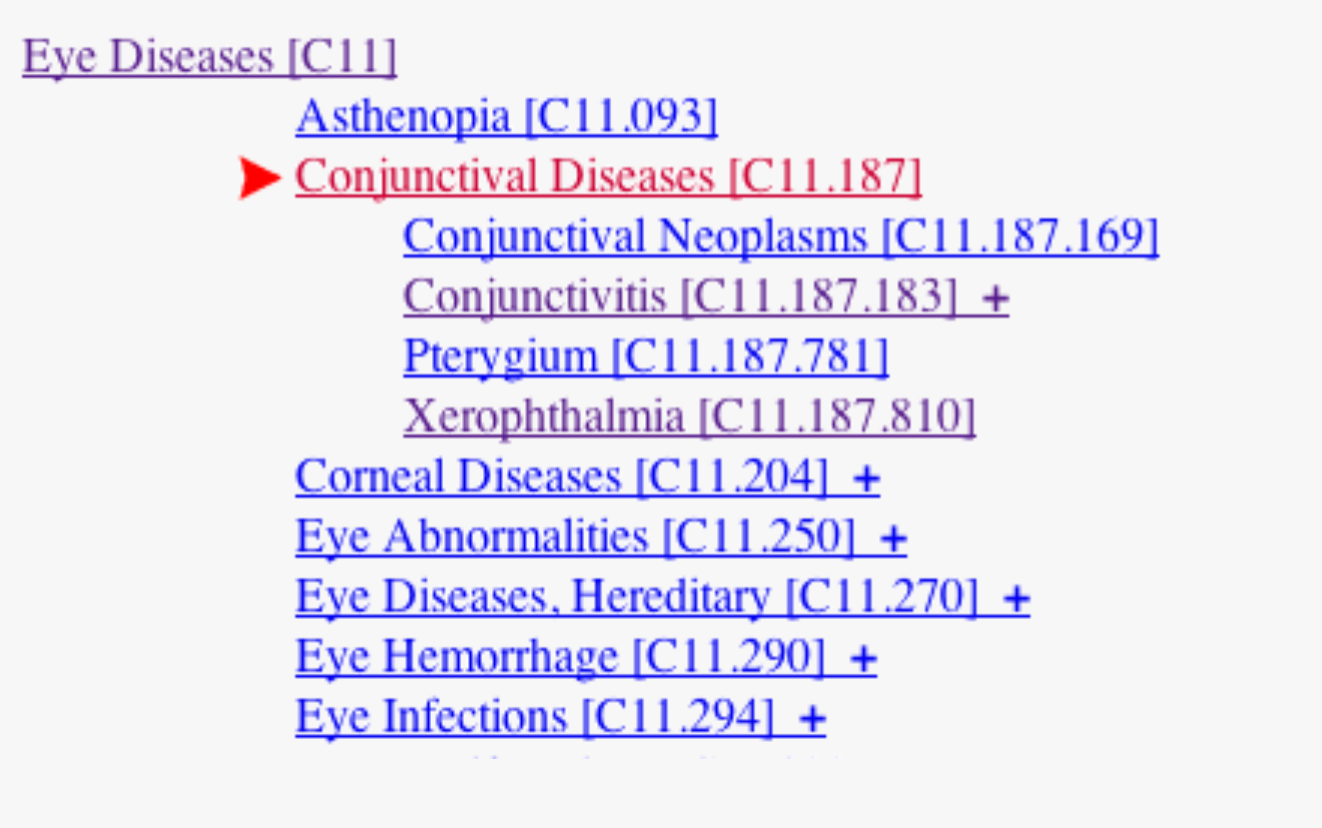 Eye Diseases [C11]
Asthenopia [C11.093]
Conjunctival Diseases [C11.187]
Conjunctival Neoplasms [C11.187.169]
Conjunctivitis [C11.187.183] +
Pterygium [C11.187.781]
Xerophthalmia [C11.187.810]
Corneal Diseases [C11.204] +
Eye Abnormalities [C11.250] +
Eye Diseases, Hereditary [C11.270] +
Eye Hemorrhage [C11.290] +
Eye Infections [C11.294] +